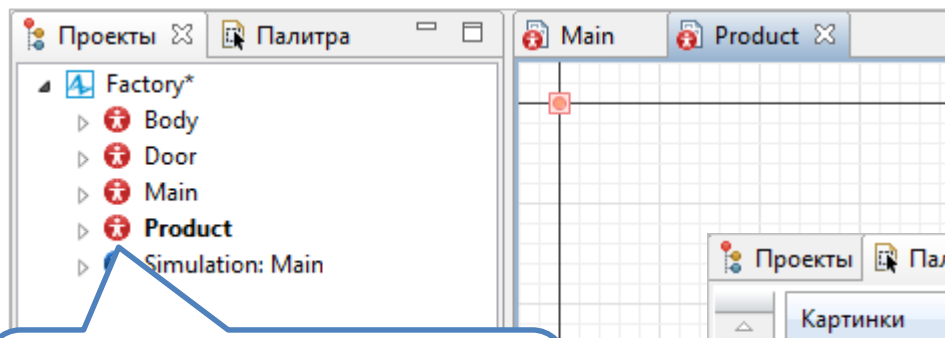 Проекты Палитра
Factory*
Body
Door
Main
Product
Simulation: Main
Main Product
Проекты
Картинки